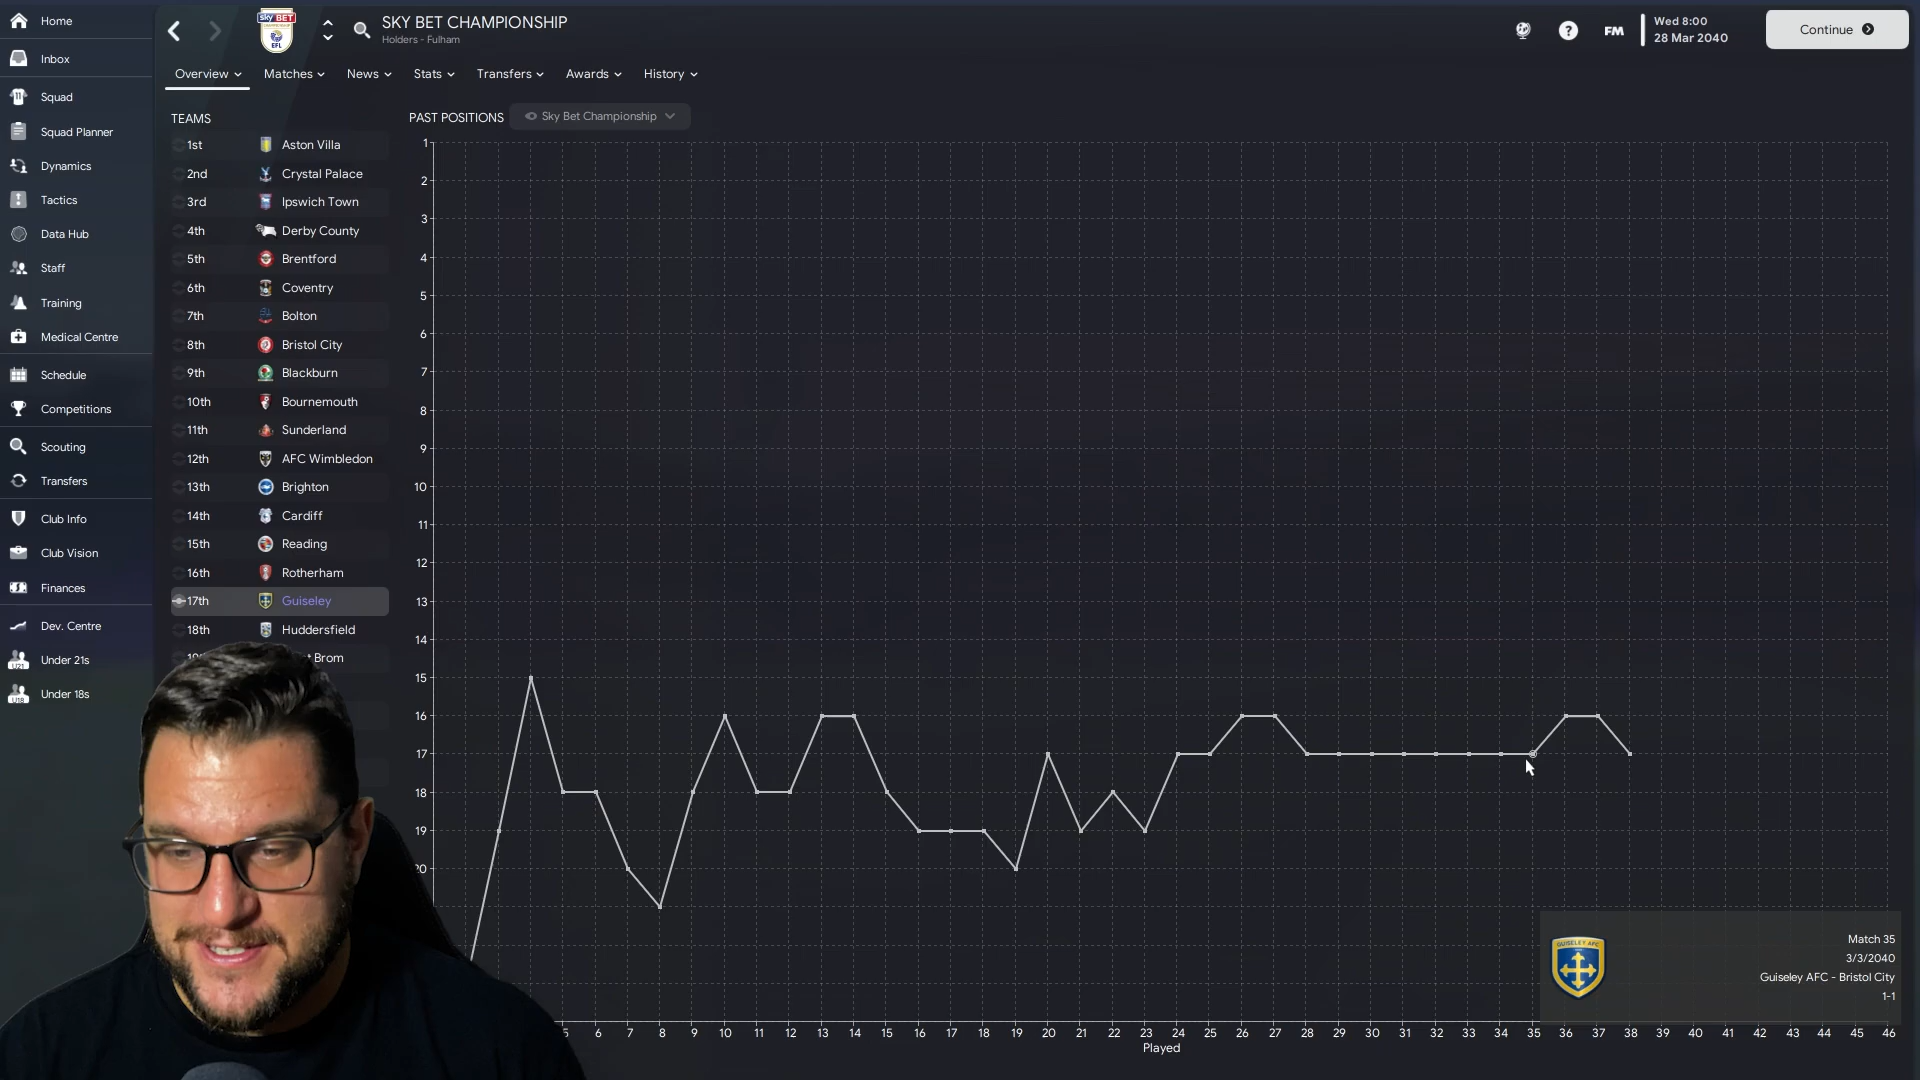 Home
Inbox
Squad
Squad Planner
Dynamics
Tactics
Data Hub
Staff
Training
Medical Centre
Schedule
Competitions
Scouting
Transfers
Club Info
Club Vision
Finances
Dev. Centre
Under 21s
Under 18s
sky BET
EFL
SKY BET CHAMPIONSHIP
Holders - Fulham
FM
Wed 8:00
28 Mar 2040
Continue
Overview
Matches
News
Stats
Transfers
Awards
History
TEAMS
1st Aston Villa
2nd Crystal Palace
3rd Ipswich Town
4th Derby County
5th Brentford
6th Coventry
7th Bolton
8th Bristol City
9th Blackburn
10th Bournemouth
11th Sunderland
12th AFC Wimbledon
13th Brighton
14th Cardiff
15th Reading
16th Rotherham
17th Guiseley
18th Huddersfield
Brom
PAST POSITIONS
Sky Bet Championship
1
2
3
4
5
6
7
8
9
10
11
12
13
14
15
16
17
18
19
20
5 6 7 8 9 10 11 12 13 14 15 16 17 18 19 20 21 22 23 24 25 26 27 28 29 30 31 32 33 34 35 36 37 38 39 40 41 42 43 44 45 46
Played
GUISELEY AFC
Match 35
3/3/2040
Guiseley AFC - Bristol City
1-1